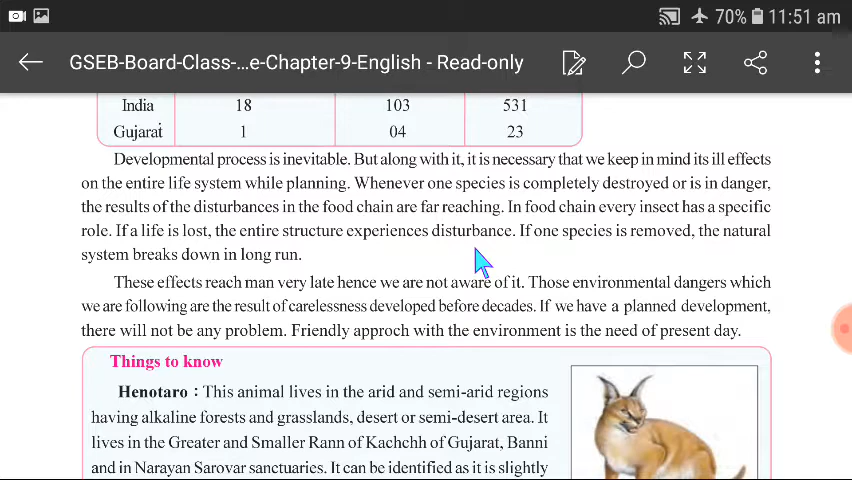 70% 11:51 am
GSEB-Board-Class-...e-Chapter-9-English - Read-only
India 18 103 531
Gujarat 1 04 23
Developmental process is inevitable. But along with it, it is necessary that we keep in mind its ill effects
on the entire life system while planning. Whenever one species is completely destroyed or is in danger,
the results of the disturbances in the food chain are far reaching. In food chain every insect has a specific
role. If a life is lost, the entire structure experiences disturbance. If one species is removed, the natural
system breaks down in long run.
These effects reach man very late hence we are not aware of it. Those environmental dangers which
we are following are the result of carelessness developed before decades. If we have a planned development,
there will not be any problem. Friendly approch with the environment is the need of present day.
Things to know
Henotaro : This animal lives in the arid and semi-arid regions
having alkaline forests and grasslands, desert or semi-desert area. It
lives in the Greater and Smaller Rann of Kachchh of Gujarat, Banni
and in Narayan Sarovar sanctuaries. It can be identified as it is slightly